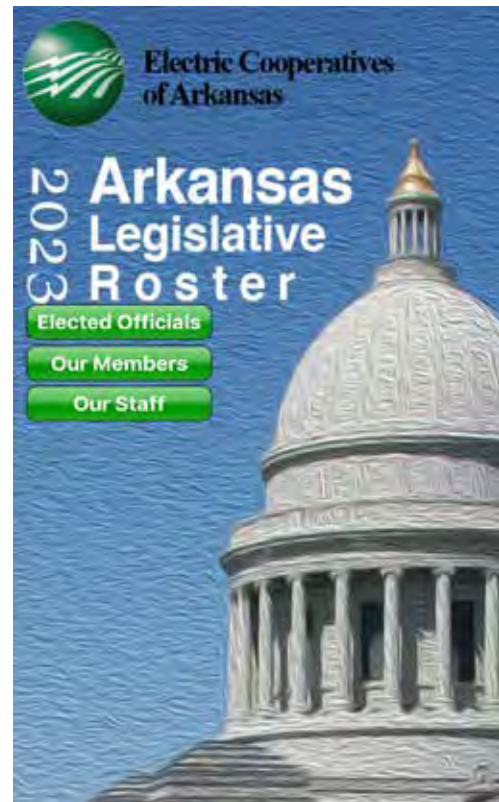 Electric Cooperatives
of Arkansas
2023
Arkansas
Legislative
Roster
Elected Officials
Our Members
Our Staff